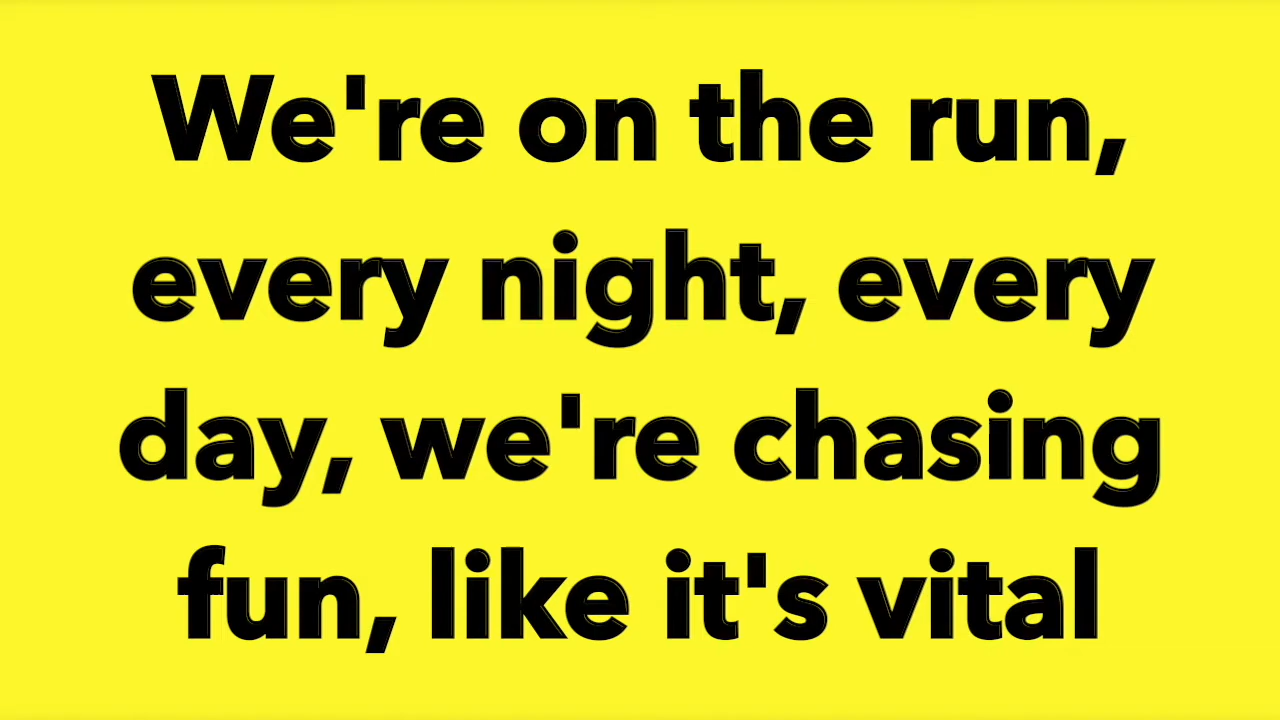 We're on the run,
every night, every
day, we're chasing
fun, like it's vital